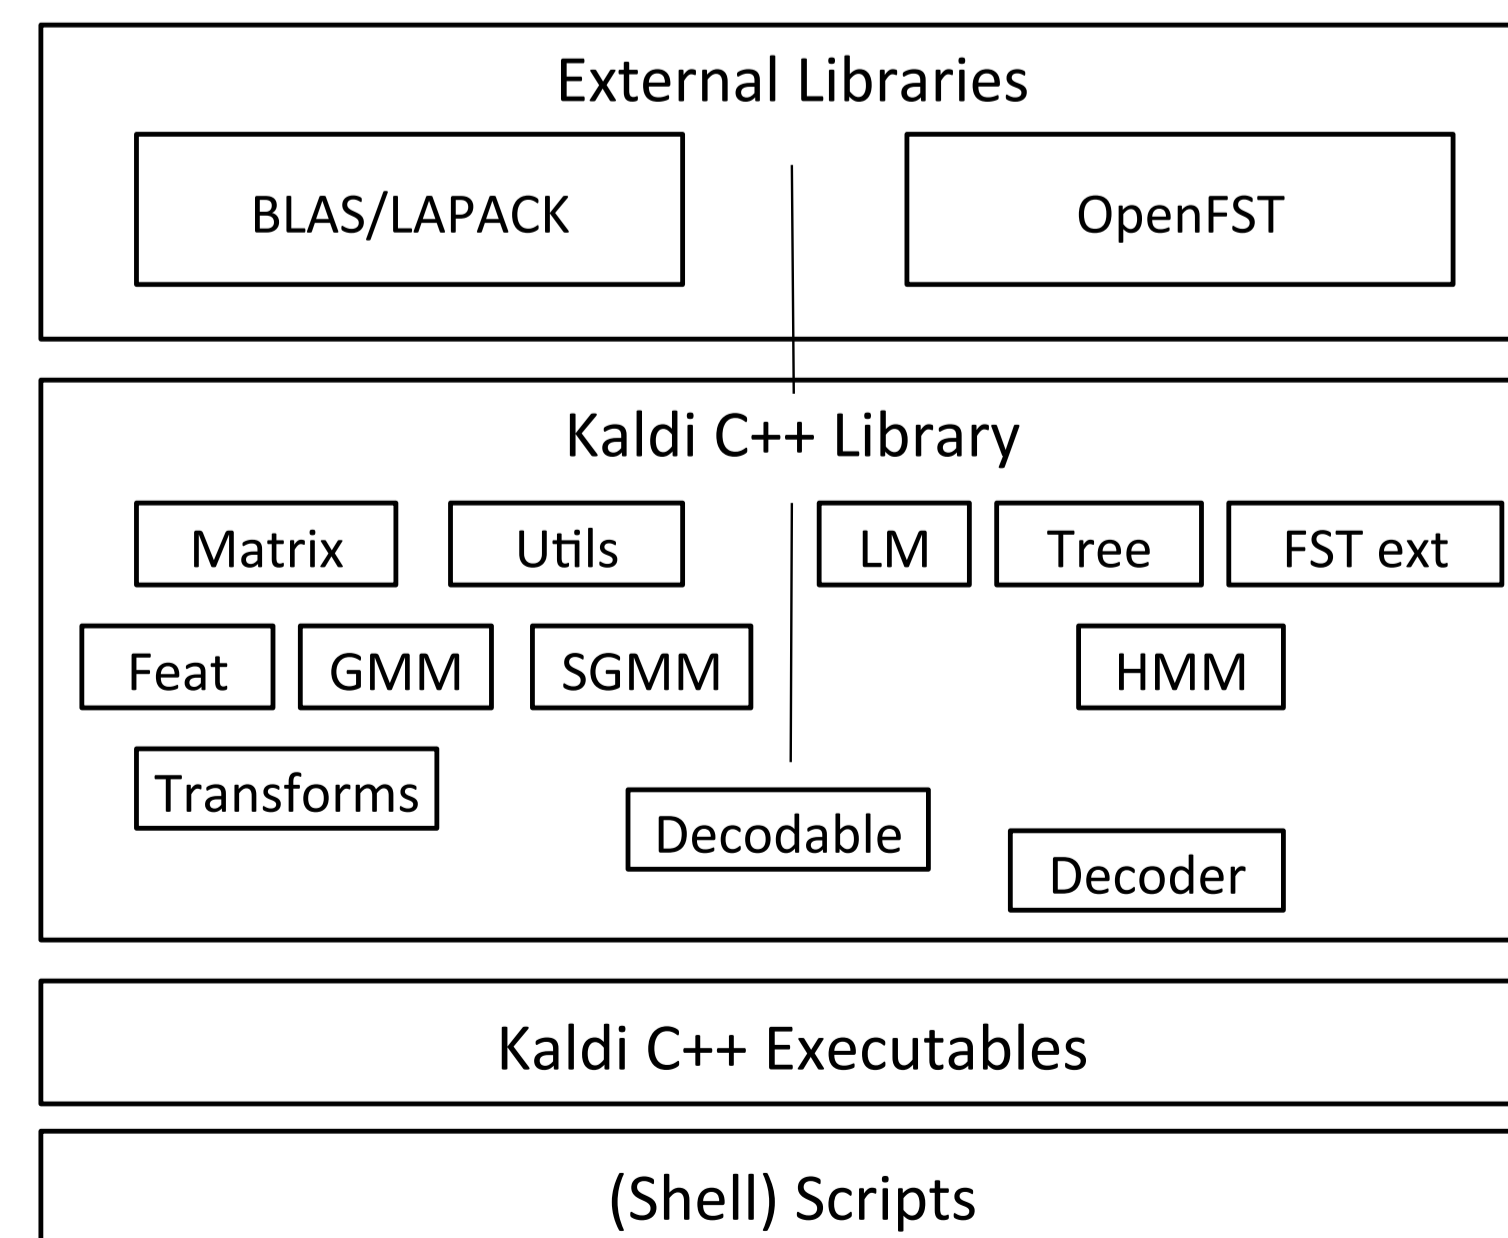 External Libraries
BLAS/LAPACK
OpenFST
Kaldi C++ Library
Matrix
Utils
LM
Tree
FST ext
Feat
GMM
SGMM
HMM
Transforms
Decodable
Decoder
Kaldi C++ Executables
(Shell) Scripts